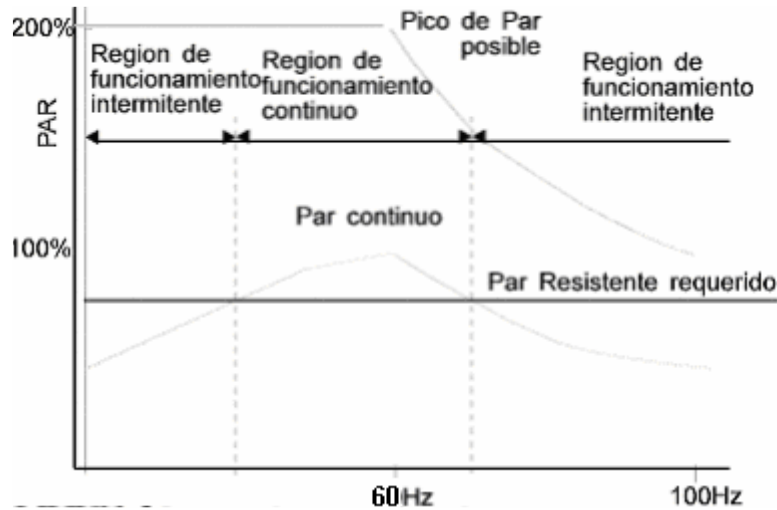 200%
Pico de Par
posible
Region de
funcionamiento
intermitente
Region de
funcionamiento
continuo
Region de
funcionamiento
intermitente
PAR
Par continuo
100%
Par Resistente requerido
60Hz
100Hz